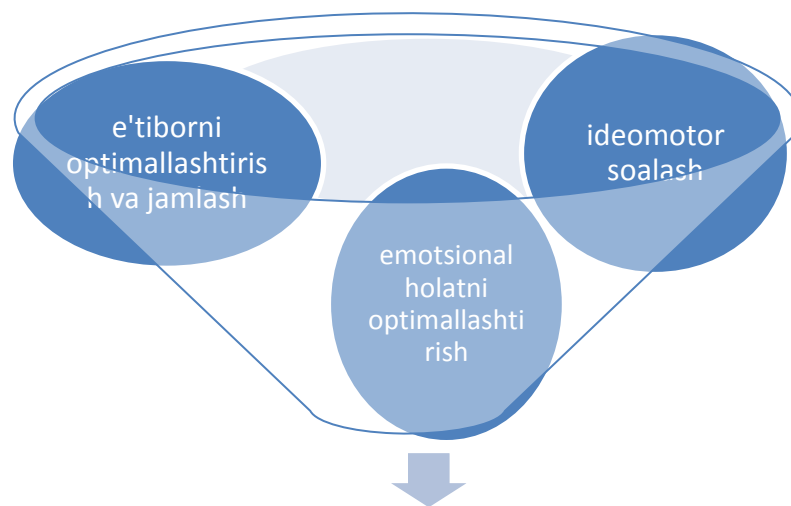 e'tiborni
optimallashtiris
h va jamlash
ideomotor
soalash
emotsional
holatni
optimallashti
rish